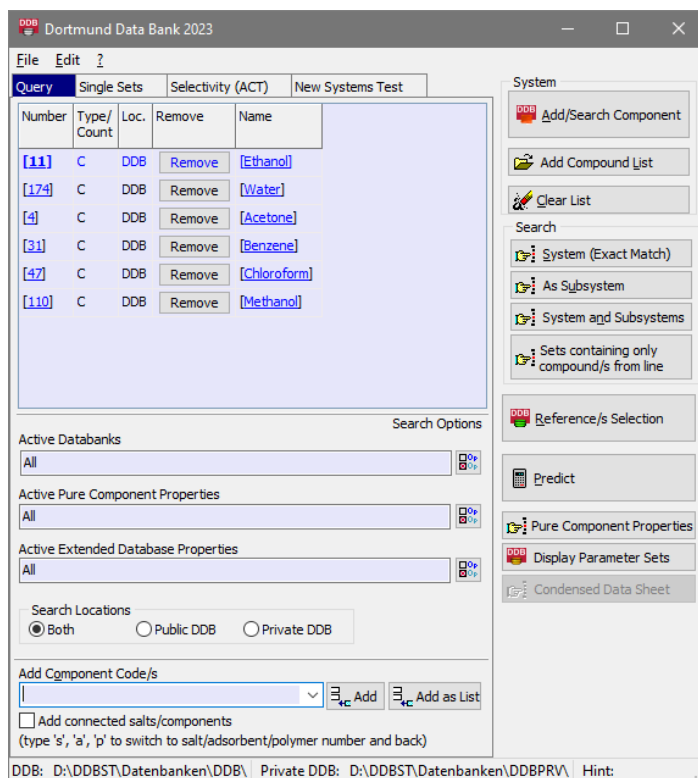 DDB Dortmund Data Bank 2023
File Edit ?
Query Single Sets Selectivity (ACT) New Systems Test
Number Type/ Count Loc. Remove Name
[11] C DDB Remove [Ethanol]
[174] C DDB Remove [Water]
[4] C DDB Remove [Acetone]
[31] C DDB Remove [Benzene]
[47] C DDB Remove [Chloroform]
[110] C DDB Remove [Methanol]
Search Options
Active Databanks
All
Active Pure Component Properties
All
Active Extended Database Properties
All
Search Locations
Both Public DDB Private DDB
Add Component Code/s
Add Add as List
Add connected salts/components
(type 's', 'a', 'p' to switch to salt/adsorbent/polymer number and back)
System
DDB Add/Search Component
Add Compound List
Clear List
Search
System (Exact Match)
As Subsystem
System and Subsystems
Sets containing only
compound/s from line
DDB Reference/s Selection
Predict
Pure Component Properties
DDB Display Parameter Sets
Condensed Data Sheet
DDB: D:\DDBST\Datenbanken\DDB\ Private DDB: D:\DDBST\Datenbanken\DDBPRV\ Hint: